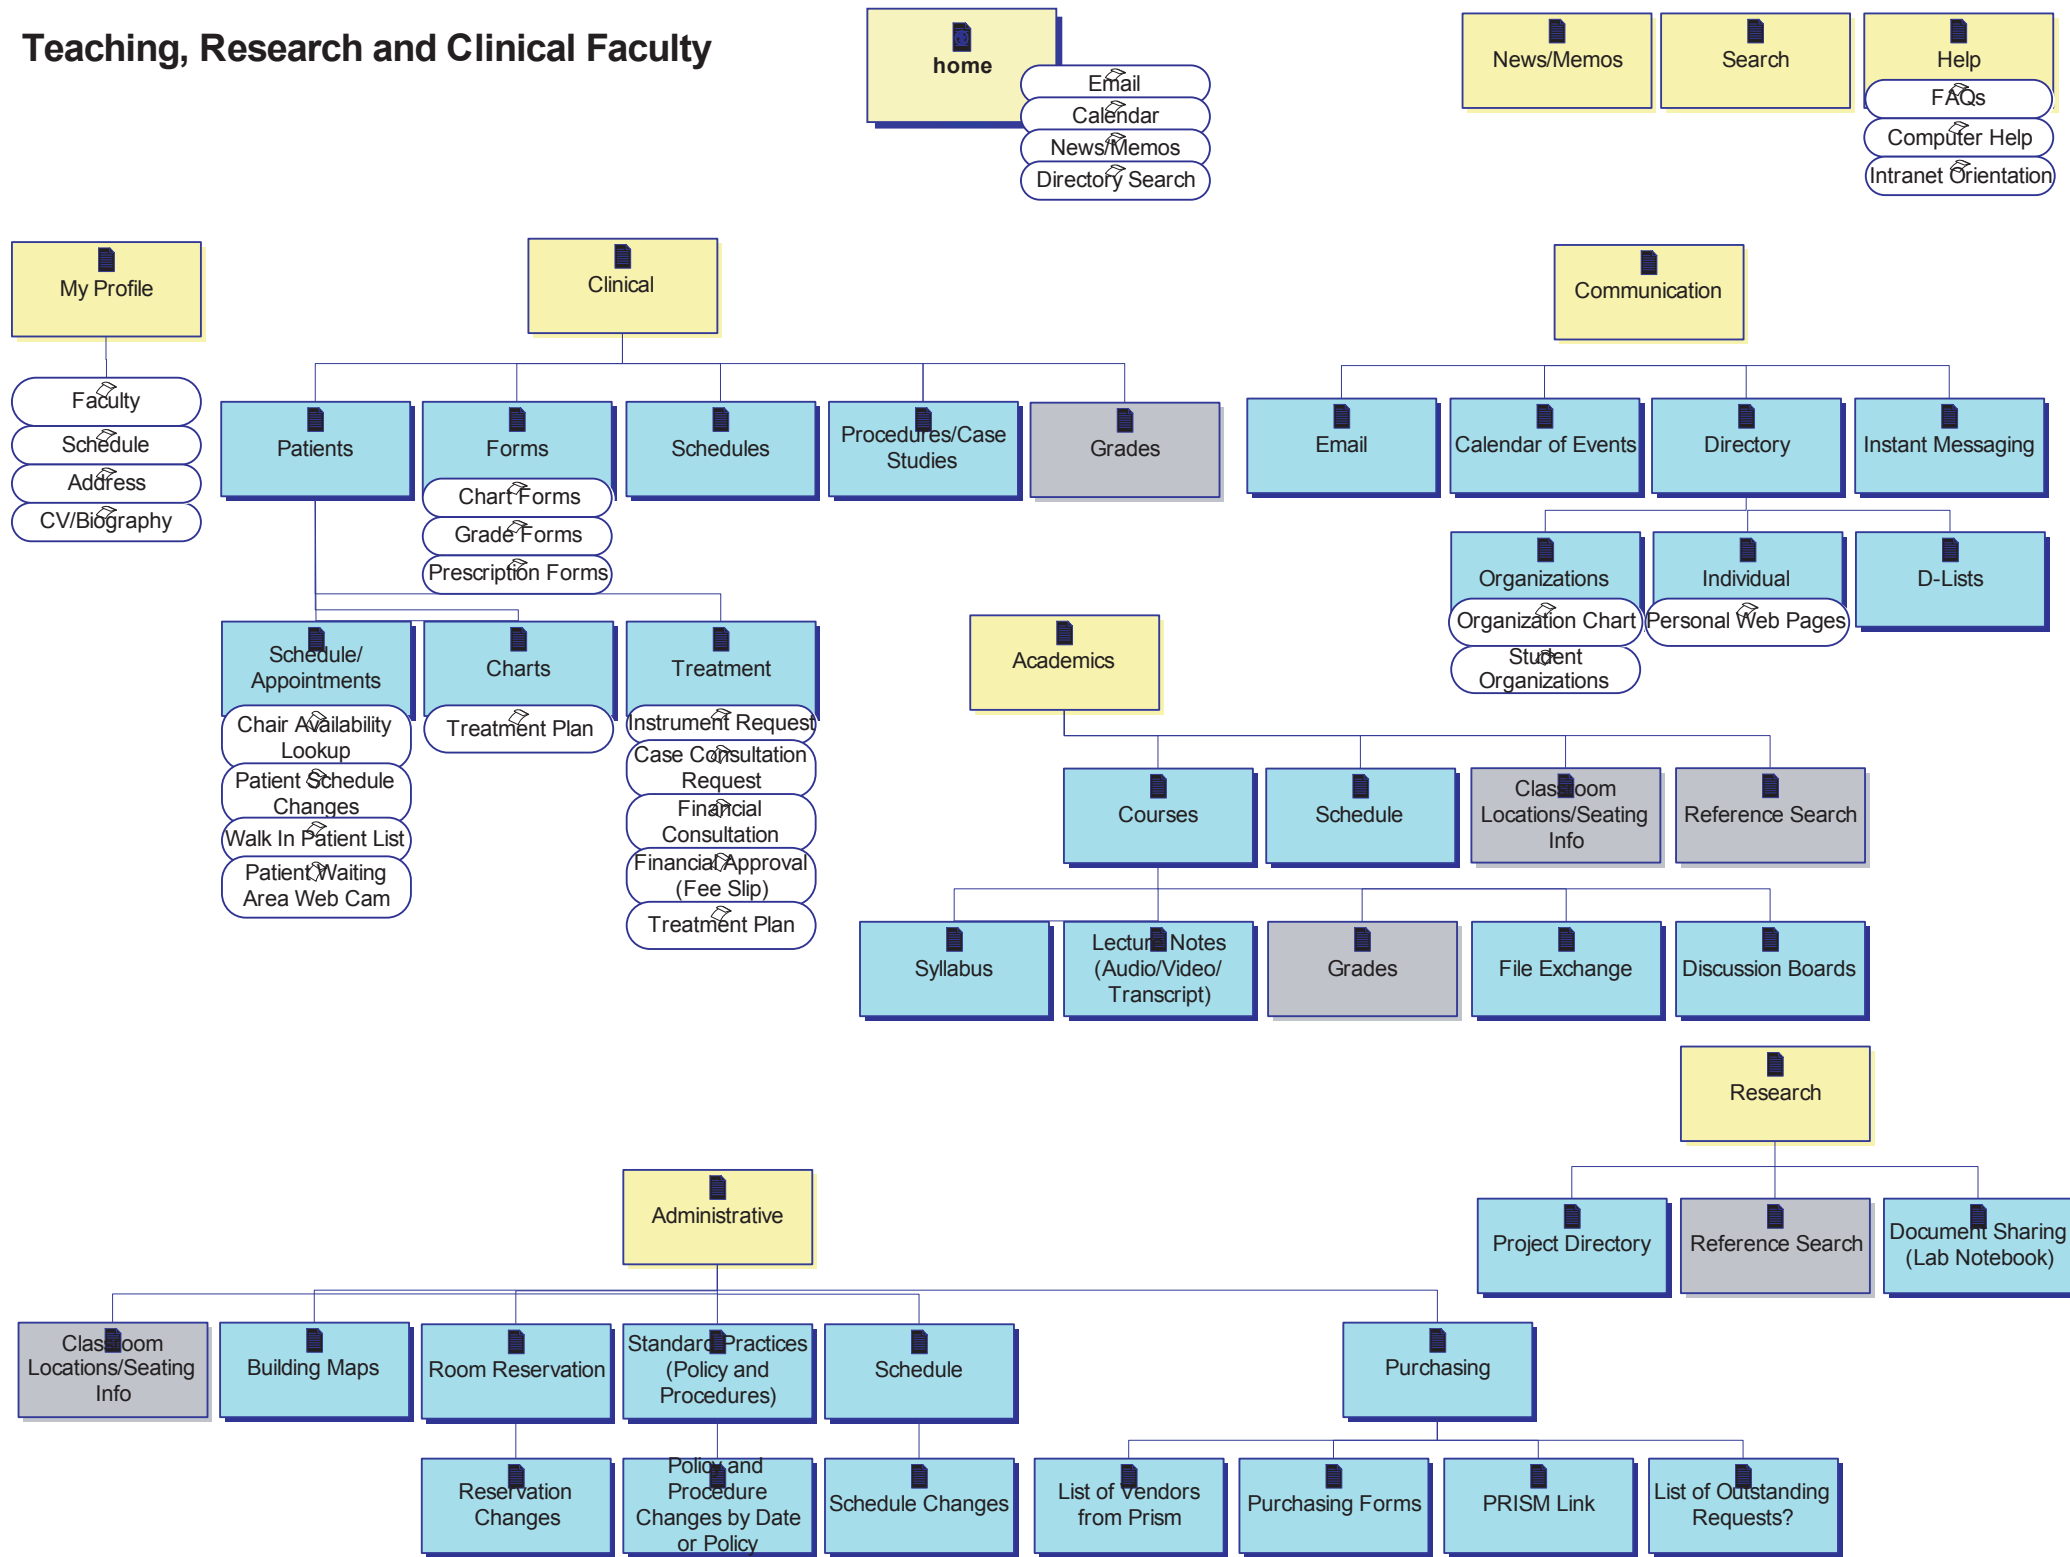 Teaching, Research and Clinical Faculty
home
Email
Calendar
News/Memos
Directory Search
News/Memos
Search
Help
FAQs
Computer Help
Intranet Orientation
My Profile
Faculty
Schedule
Address
CV/Biography
Clinical
Patients
Forms
Chart Forms
Grade Forms
Prescription Forms
Schedules
Procedures/Case
Studies
Grades
Schedule/
Appointments
Chair Availability
Lookup
Patient Schedule
Changes
Walk In Patient List
Patient Waiting
Area Web Cam
Charts
Treatment Plan
Treatment
Instrument Request
Case Consultation
Request
Financial
Consultation
Financial Approval
(Fee Slip)
Treatment Plan
Communication
Email
Calendar of Events
Directory
Instant Messaging
Organizations
Organization Chart
Student
Organizations
Individual
Personal Web Pages
D-Lists
Academics
Courses
Schedule
Classroom
Locations/Seating
Info
Reference Search
Syllabus
Lecture Notes
(Audio/Video/
Transcript)
Grades
File Exchange
Discussion Boards
Research
Project Directory
Reference Search
Document Sharing
(Lab Notebook)
Administrative
Classroom
Locations/Seating
Info
Building Maps
Room Reservation
Standard Practices
(Policy and
Procedures)
Schedule
Purchasing
Reservation
Changes
Policy and
Procedure
Changes by Date
or Policy
Schedule Changes
List of Vendors
from Prism
Purchasing Forms
PRISM Link
List of Outstanding
Requests?